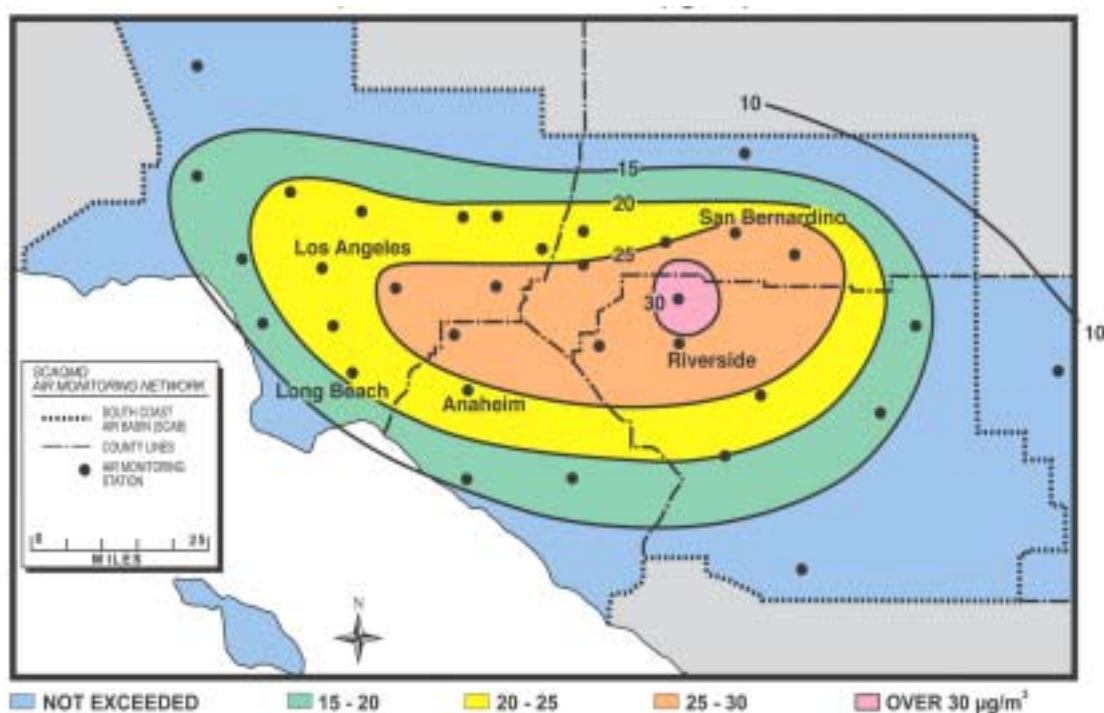 10
15
20
San Bernardino
Los Angeles
25
30
10
Riverside
Long Beach
Anaheim
SCAQMD
AIR MONITORING NETWORK
SOUTH COAST
AIR BASIN (SCAB)
COUNTY LINES
AIR MONITORING
STATION
0 25
MILES
N
NOT EXCEEDED 15 - 20 20 - 25 25 - 30 OVER 30 µg/m³